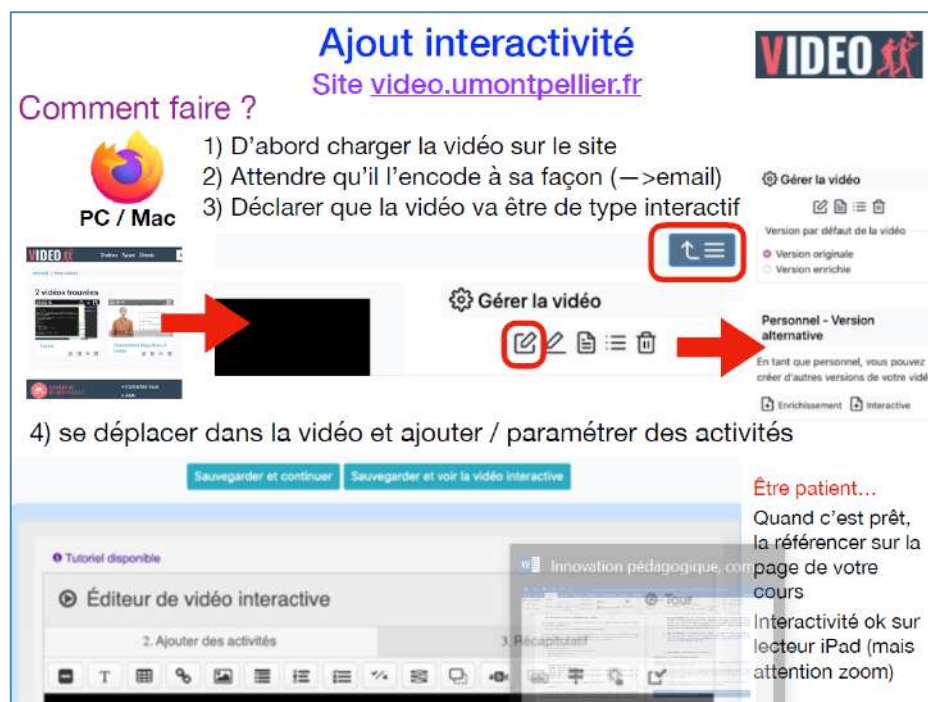 Ajout interactivité
VIDEO
Site video.umontpellier.fr
Comment faire ?
1) D'abord charger la vidéo sur le site
2) Attendre qu'il l'encode à sa façon (—>email)
3) Déclarer que la vidéo va être de type interactif
PC / Mac
Gérer la vidéo
Version par défaut de la vidéo
Version originale
Version enrichie
VIDEO
2 vidéos trouvées
Gérer la vidéo
Personnel - Version
alternative
En tant que personnel, vous pouvez
créer d'autres versions de votre vidé
Enrichissement Interactive
4) se déplacer dans la vidéo et ajouter / paramétrer des activités
Sauvegarder et continuer Sauvegarder et voir la vidéo interactive
Être patient...
Quand c'est prêt,
la référencer sur la
page de votre
cours
Interactivité ok sur
lecteur iPad (mais
attention zoom)
Tutoriel disponible
Innovation pédagogique, com
Éditeur de vidéo interactive
Tour
2. Ajouter des activités
3. Récapitulatif